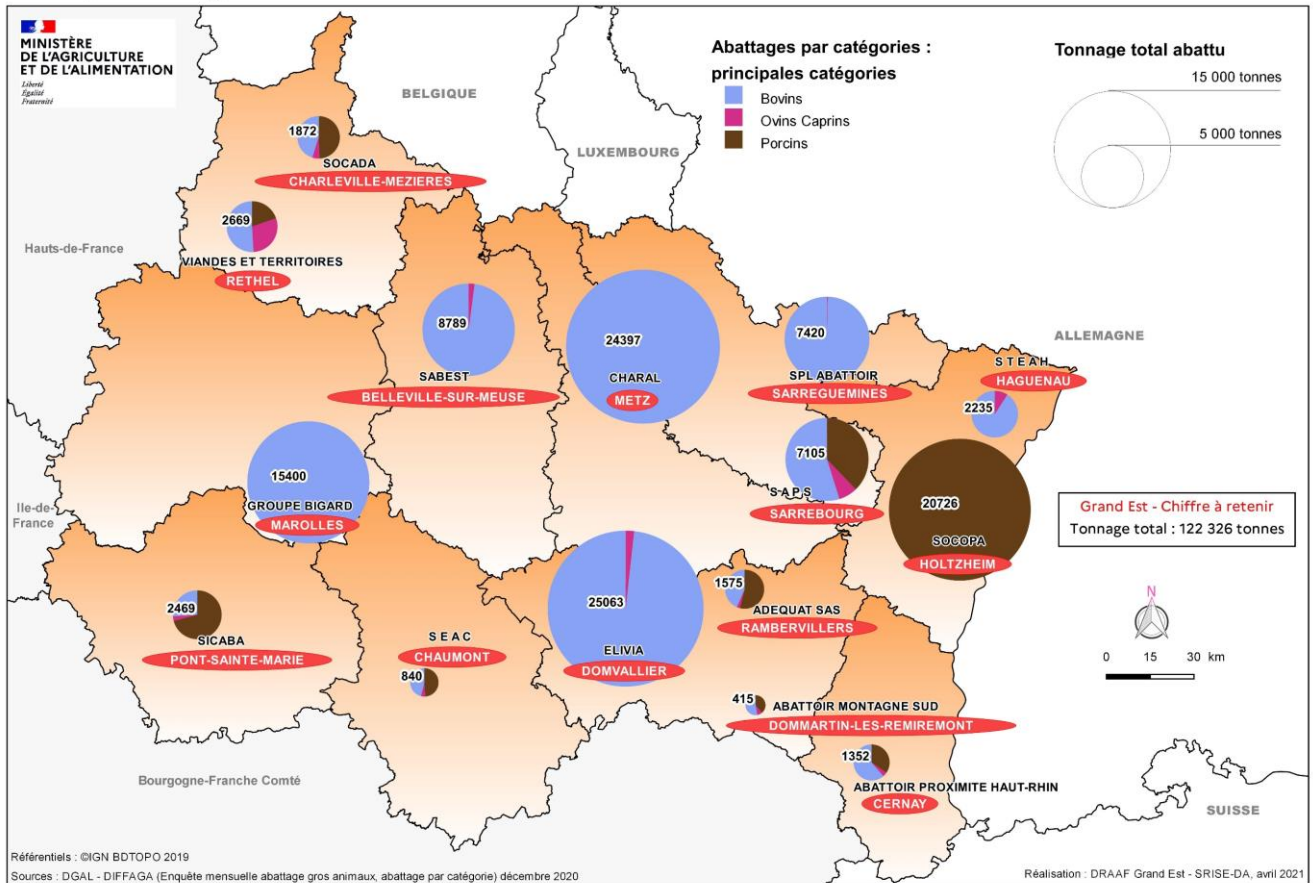 MINISTÈRE
DE L'AGRICULTURE
ET DE L'ALIMENTATION
Liberté
Égalité
Fraternité
Abattages par catégories :
principales catégories
Bovins
Ovins Caprins
Porcins
Tonnage total abattu
15 000 tonnes
5 000 tonnes
BELGIQUE
LUXEMBOURG
ALLEMAGNE
SUISSE
Hauts-de-France
Ile-de-
France
Bourgogne-Franche Comté
1872
SOCADA
CHARLEVILLE-MEZIERES
2669
VIANDES ET TERRITOIRES
RETHEL
8789
SABEST
BELLEVILLE-SUR-MEUSE
24397
CHARAL
METZ
7420
SPL ABATTOIR
SARREGUEMINES
S T E A H
HAGUENAU
2235
7105
S A P S
SARREBOURG
20726
SOCOPA
HOLTZHEIM
15400
GROUPE BIGARD
MAROLLES
2469
SICABA
PONT-SAINTE-MARIE
S E A C
CHAUMONT
840
25063
ELIVIA
DOMVALLIER
1575
ADEQUAT SAS
RAMBERVILLERS
415
ABATTOIR MONTAGNE SUD
DOMMARTIN-LES-REMIREMONT
1352
ABATTOIR PROXIMITE HAUT-RHIN
CERNAY
Grand Est - Chiffre à retenir
Tonnage total : 122 326 tonnes
N
0 15 30 km
Référentiels : ©IGN BDTOPO 2019
Sources : DGAL - DIFFAGA (Enquête mensuelle abattage gros animaux, abattage par catégorie) décembre 2020
Réalisation : DRAAF Grand Est - SRISE-DA, avril 2021